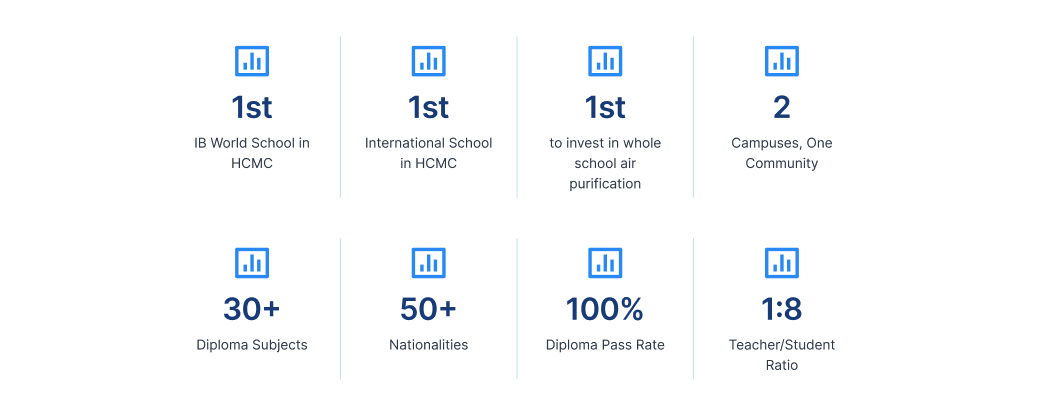 1st
IB World School in
HCMC
1st
International School
in HCMC
1st
to invest in whole
school air
purification
2
Campuses, One
Community
30+
Diploma Subjects
50+
Nationalities
100%
Diploma Pass Rate
1:8
Teacher/Student
Ratio